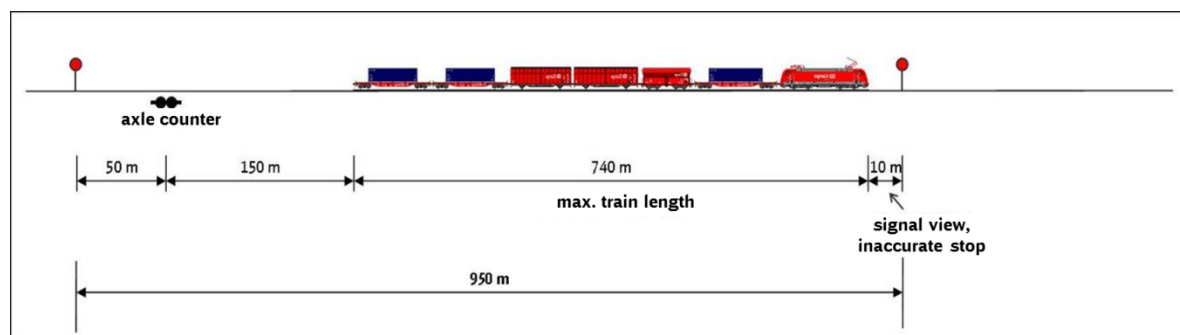 axle counter
50 m
150 m
740 m
10 m
max. train length
signal view,
inaccurate stop
950 m